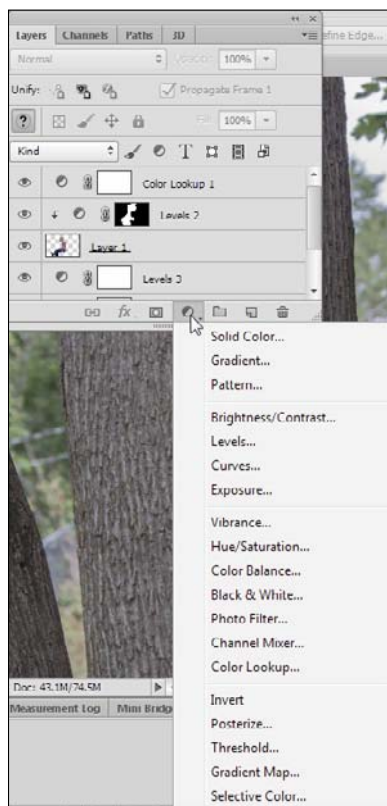 Layers Channels Paths 3D
efine Edge...
Normal 100%
Unify: Propagate Frame 1
Fill: 100%
Kind
Color Lookup 1
Levels 2
Layer 1
Levels 3
fx
Solid Color...
Gradient...
Pattern...
Brightness/Contrast...
Levels...
Curves...
Exposure...
Vibrance...
Hue/Saturation...
Color Balance...
Black & White...
Photo Filter...
Channel Mixer...
Color Lookup...
Doc: 43.1M/74.5M
Invert
Measurement Log Mini Bridg
Posterize...
Threshold...
Gradient Map...
Selective Color...